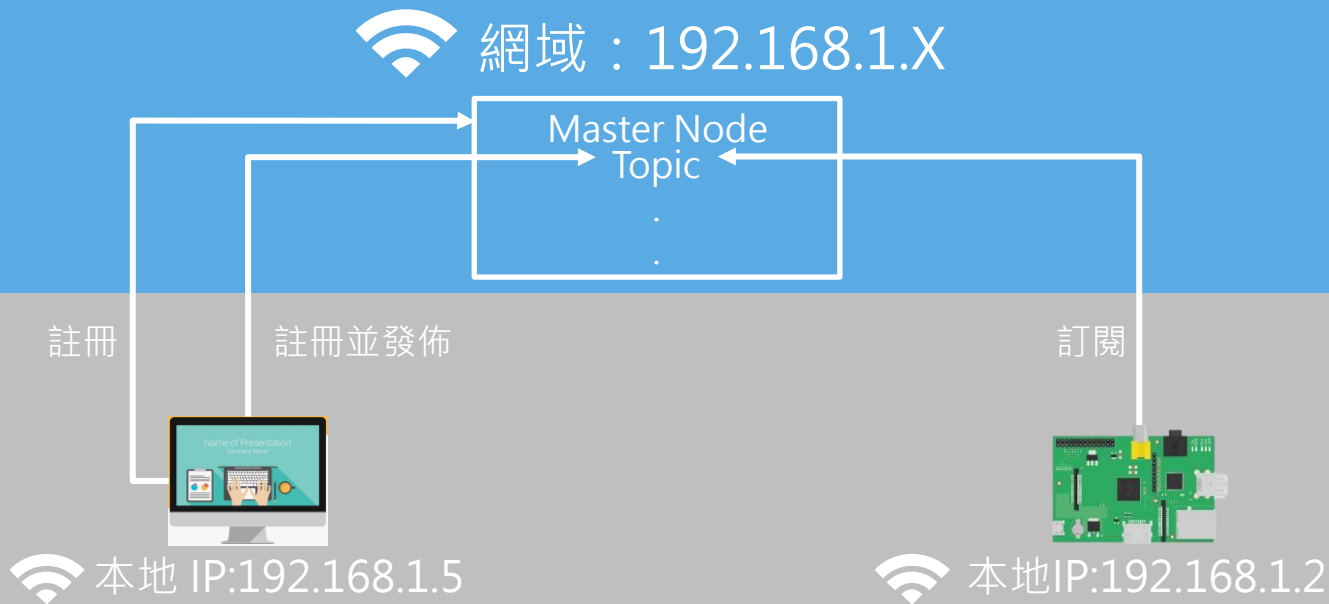 網域：192.168.1.X
Master Node
Topic
.
.
註冊
註冊並發佈
訂閱
Name of Presentation
Company Name
本地 IP:192.168.1.5
本地IP:192.168.1.2